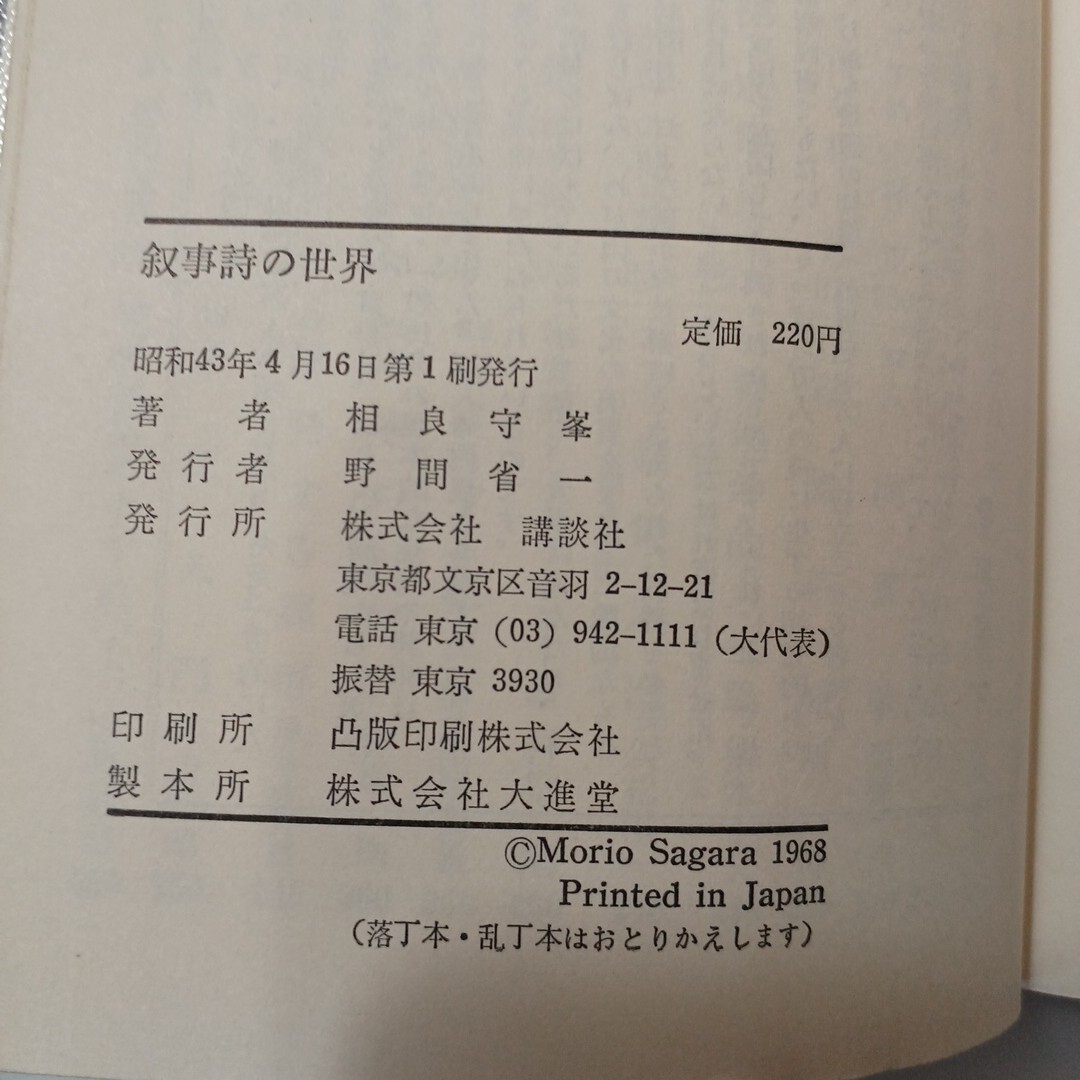 叙事詩の世界
定価 220円
昭和43年4月16日第1刷発行
著者 相良守峯
発行者 野間省一
発行所 株式会社 講談社
東京都文京区音羽 2-12-21
電話 東京 (03) 942-1111 (大代表)
振替 東京 3930
印刷所 凸版印刷株式会社
製本所 株式会社大進堂
©Morio Sagara 1968
Printed in Japan
(落丁本・乱丁本はおとりかえします)